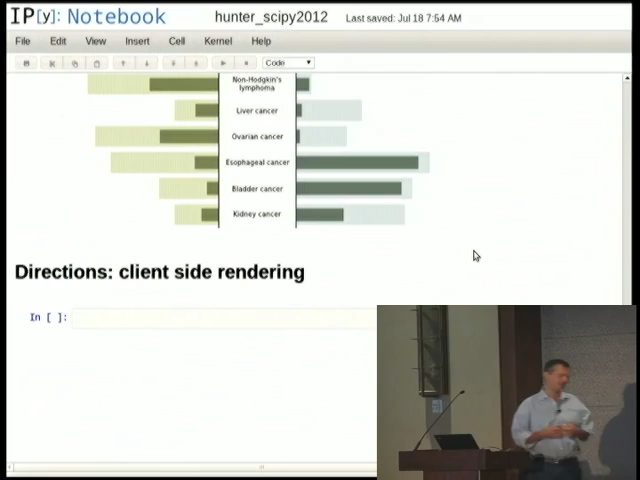 IP[y]: Notebook hunter_scipy2012 Last saved: Jul 18 7:54 AM
File Edit View Insert Cell Kernel Help
Code
Non-Hodgkin's
lymphoma
Liver cancer
Ovarian cancer
Esophageal cancer
Bladder cancer
Kidney cancer
Directions: client side rendering
In [ ]: